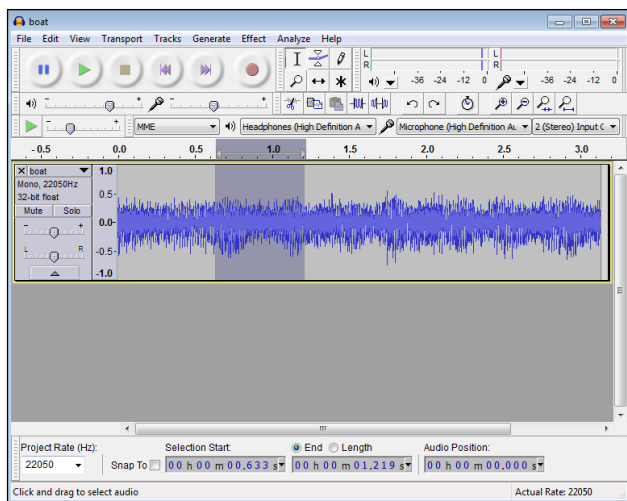 boat
File Edit View Transport Tracks Generate Effect Analyze Help
L
R
-36 -24 -12 0
L
R
-36 -24 -12 0
MME
Headphones (High Definition A
Microphone (High Definition Au
2 (Stereo) Input C
-0.5 0.0 0.5 1.0 1.5 2.0 2.5 3.0
boat
Mono, 22050Hz
32-bit float
Mute Solo
- +
L R
1.0
0.5-
0.0-
-0.5-
-1.0
Project Rate (Hz): Selection Start: End Length Audio Position:
22050 Snap To 00 h 00 m 00,633 s 00 h 00 m 01,219 s 00 h 00 m 00,000 s
Click and drag to select audio Actual Rate: 22050